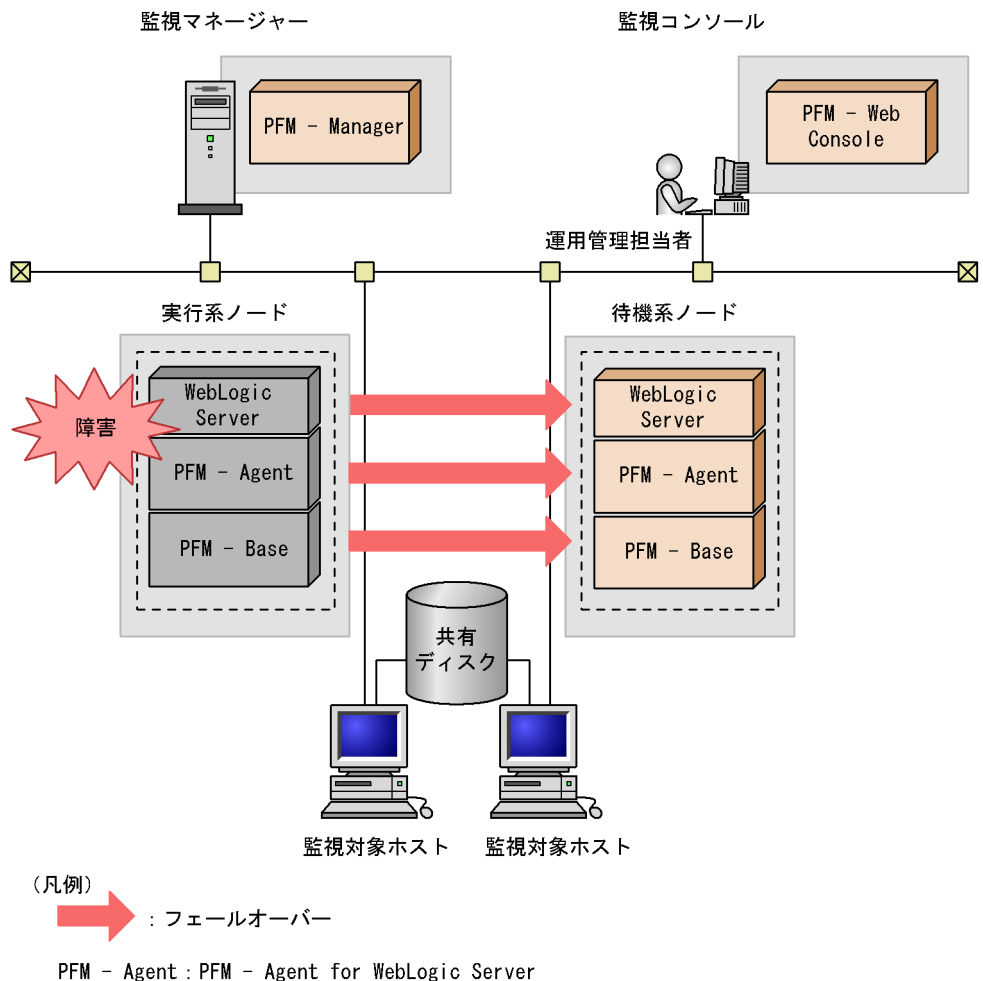 監視マネージャー
監視コンソール
PFM - Manager
PFM - Web
Console
運用管理担当者
実行系ノード
待機系ノード
障害
WebLogic
Server
PFM - Agent
PFM - Base
WebLogic
Server
PFM - Agent
PFM - Base
共有
ディスク
監視対象ホスト
監視対象ホスト
(凡例)
：フェールオーバー
PFM - Agent：PFM - Agent for WebLogic Server